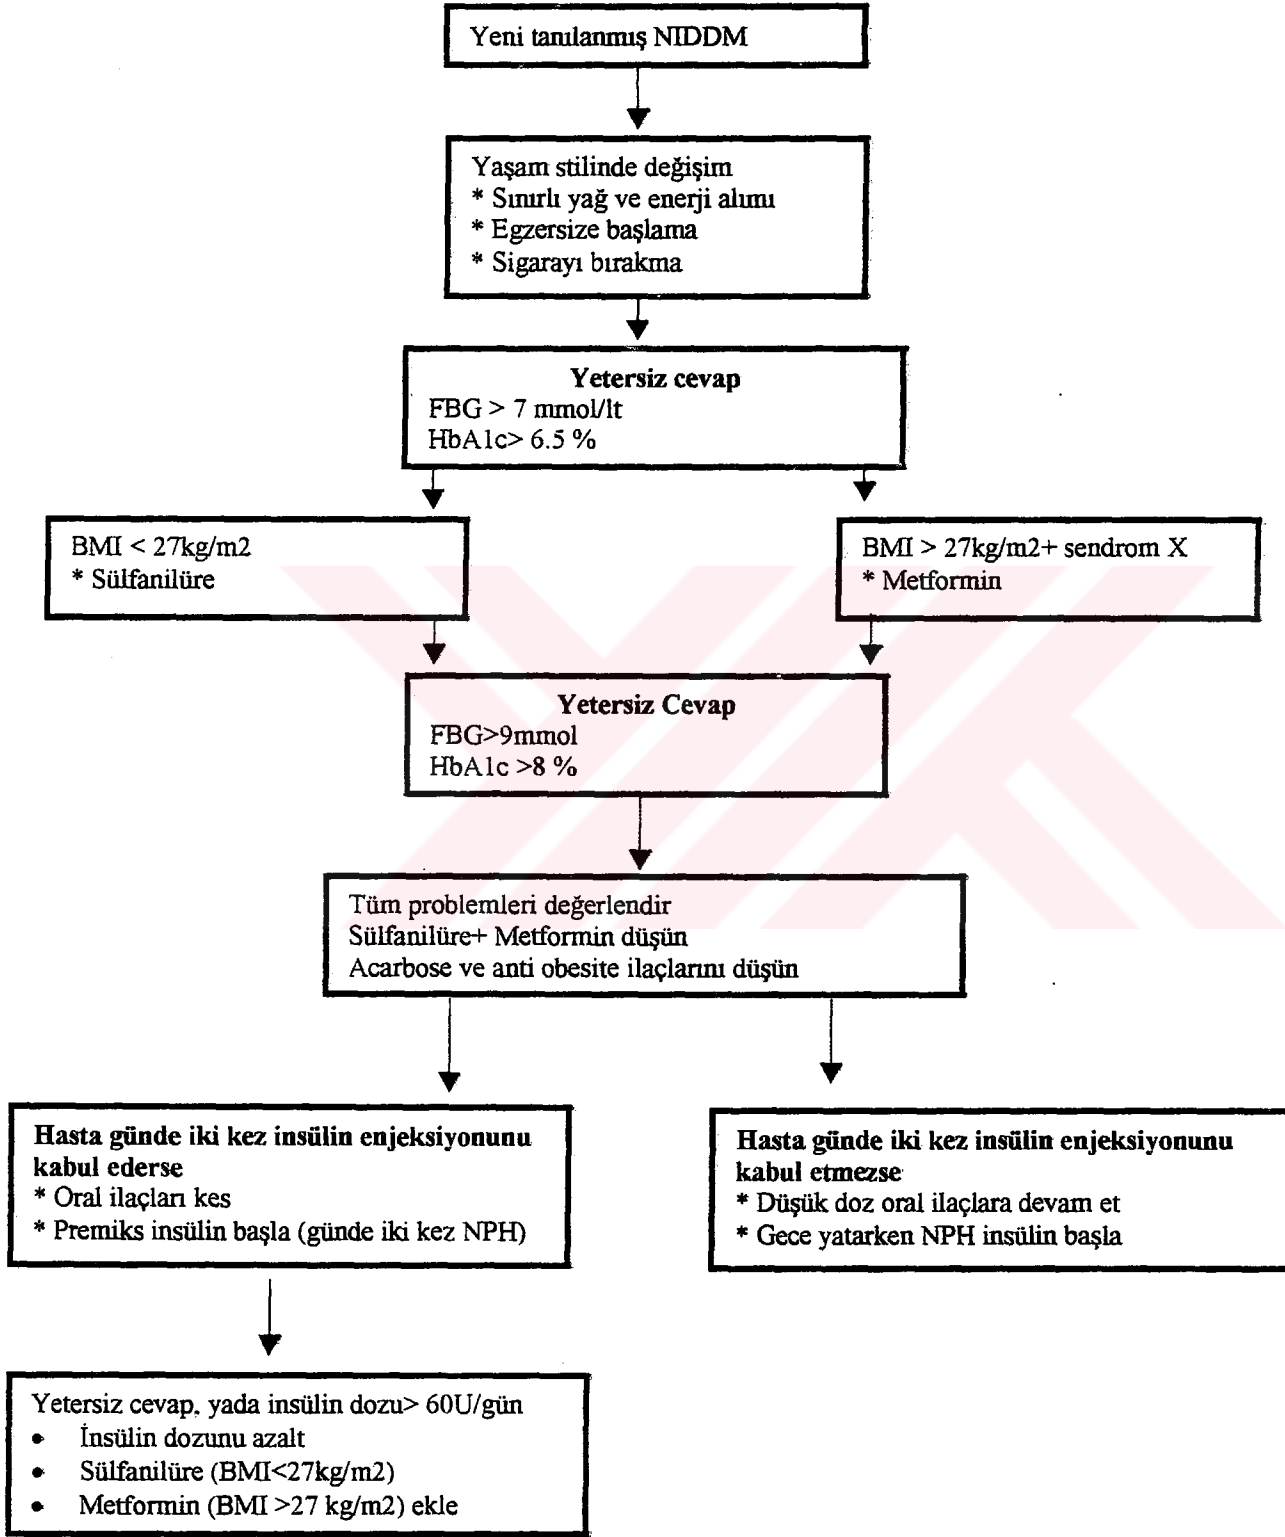 Yeni tanılanmış NIDDM
Yaşam stilinde değişim
* Sınırlı yağ ve enerji alımı
* Egzersize başlama
* Sigarayı bırakma
Yetersiz cevap
FBG > 7 mmol/lt
HbA1c> 6.5 %
BMI < 27kg/m2
* Sülfanilüre
BMI > 27kg/m2+ sendrom X
* Metformin
Yetersiz Cevap
FBG>9mmol
HbA1c >8 %
Tüm problemleri değerlendir
Sülfanilüre+ Metformin düşün
Acarbose ve anti obesite ilaçlarını düşün
Hasta günde iki kez insülin enjeksiyonunu
kabul ederse
* Oral ilaçları kes
* Premiks insülin başla (günde iki kez NPH)
Hasta günde iki kez insülin enjeksiyonunu
kabul etmezse
* Düşük doz oral ilaçlara devam et
* Gece yatarken NPH insülin başla
Yetersiz cevap, yada insülin dozu> 60U/gün
• İnsülin dozunu azalt
• Sülfanilüre (BMI<27kg/m2)
• Metformin (BMI >27 kg/m2) ekle